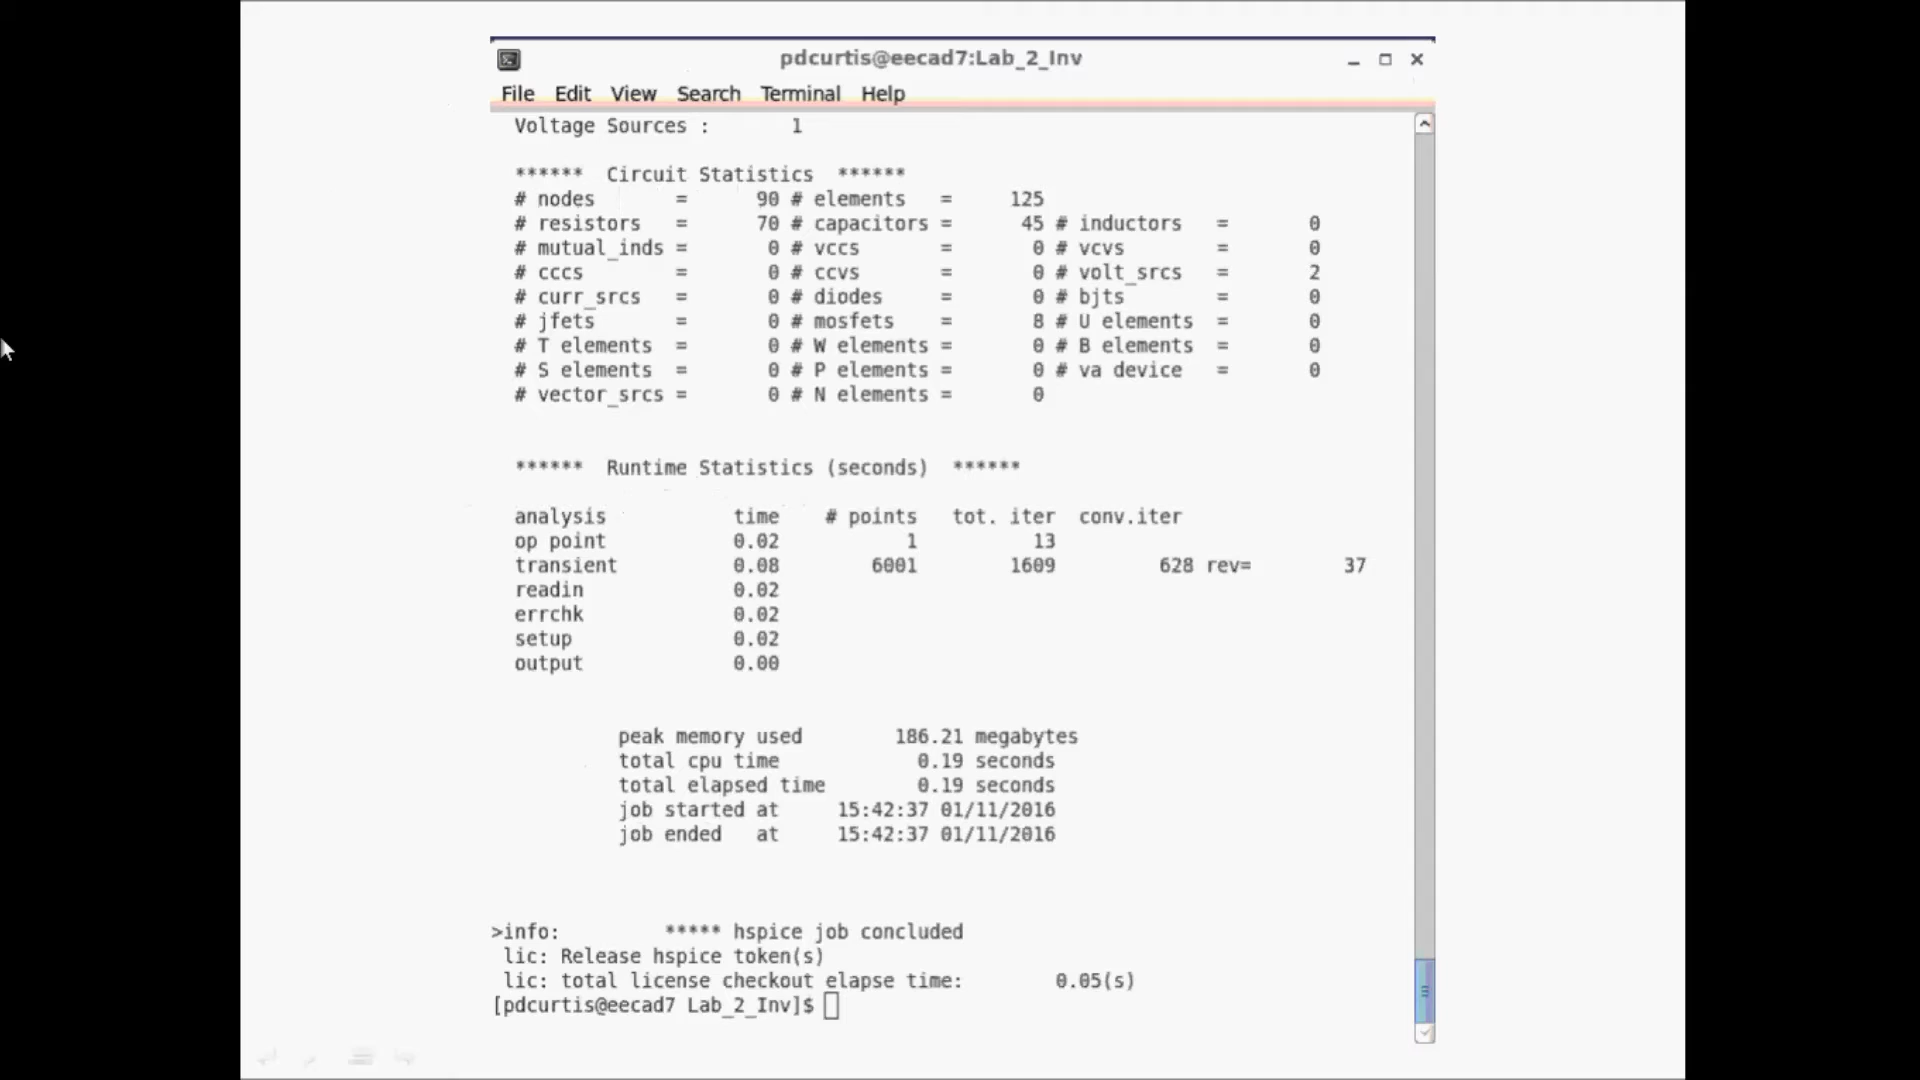 pdcurtis@eecad7:Lab_2_Inv
File Edit View Search Terminal Help
Voltage Sources : 1
****** Circuit Statistics ******
# nodes = 90 # elements = 125
# resistors = 70 # capacitors = 45 # inductors = 0
# mutual_inds = 0 # vccs = 0 # vcvs = 0
# cccs = 0 # ccvs = 0 # volt_srcs = 2
# curr_srcs = 0 # diodes = 0 # bjts = 0
# jfets = 0 # mosfets = 8 # U elements = 0
# T elements = 0 # W elements = 0 # B elements = 0
# S elements = 0 # P elements = 0 # va device = 0
# vector_srcs = 0 # N elements = 0
****** Runtime Statistics (seconds) ******
analysis time # points tot. iter conv.iter
op point 0.02 1 13
transient 0.08 6001 1609 628 rev= 37
readin 0.02
errchk 0.02
setup 0.02
output 0.00
peak memory used 186.21 megabytes
total cpu time 0.19 seconds
total elapsed time 0.19 seconds
job started at 15:42:37 01/11/2016
job ended at 15:42:37 01/11/2016
>info: ***** hspice job concluded
lic: Release hspice token(s)
lic: total license checkout elapse time: 0.05(s)
[pdcurtis@eecad7 Lab_2_Inv]$